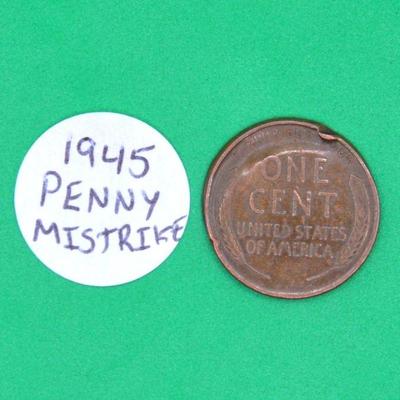 1945
PENNY
MISTRIKE
ONE
CENT
UNITED STATES
OF AMERICA